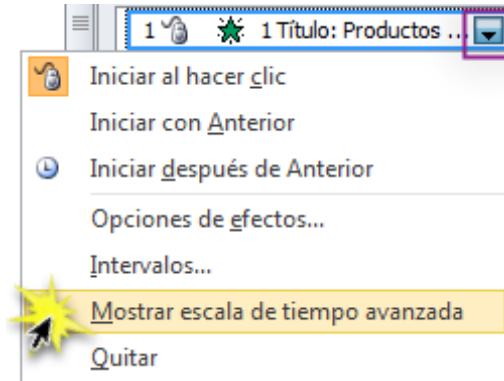 1 1 Título: Productos ...
Iniciar al hacer clic
Iniciar con Anterior
Iniciar después de Anterior
Opciones de efectos...
Intervalos...
Mostrar escala de tiempo avanzada
Quitar